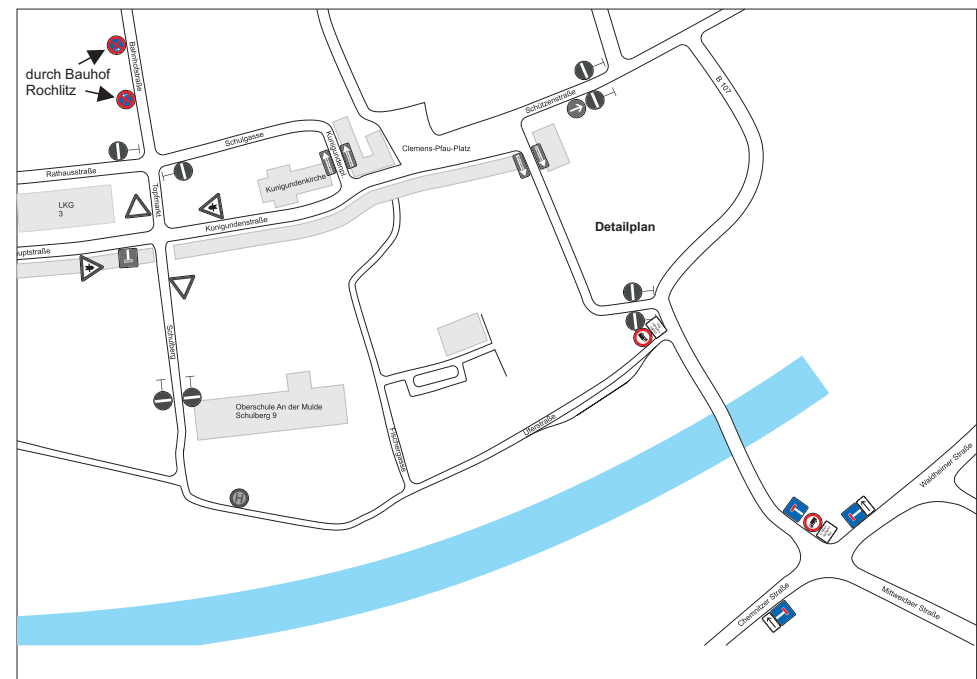 durch Bauhof
Rochlitz
Bahnhofstraße
B 107
Schützenstraße
Schulgasse
Kunigundenpl.
Clemens-Pfau-Platz
Rathausstraße
Topfmarkt
Kunigundenkirche
LKG
3
Kunigundenstraße
Detailplan
auptstraße
Schulberg
Oberschule An der Mulde
Schulberg 9
Fischergasse
Uferstraße
H
Waldheimer Straße
Chemnitzer Straße
Mittweidaer Straße